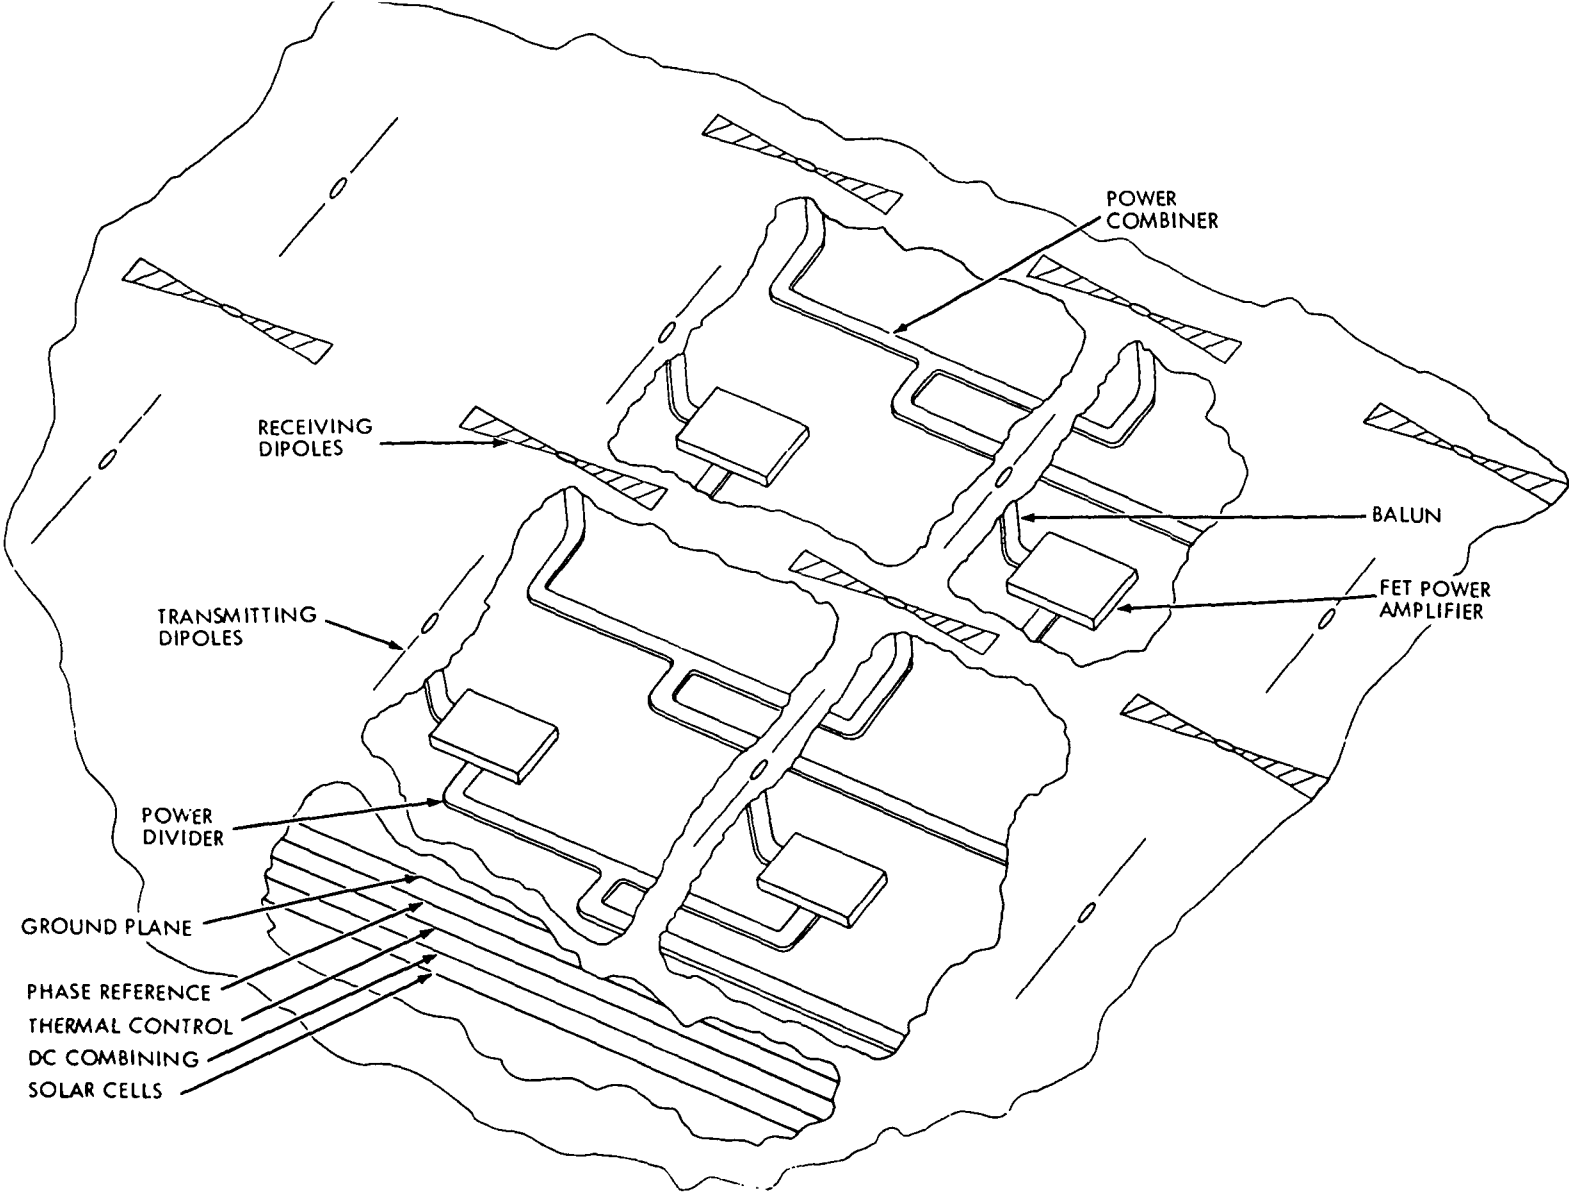 POWER
COMBINER
RECEIVING
DIPOLES
BALUN
FET POWER
AMPLIFIER
TRANSMITTING
DIPOLES
POWER
DIVIDER
GROUND PLANE
PHASE REFERENCE
THERMAL CONTROL
DC COMBINING
SOLAR CELLS